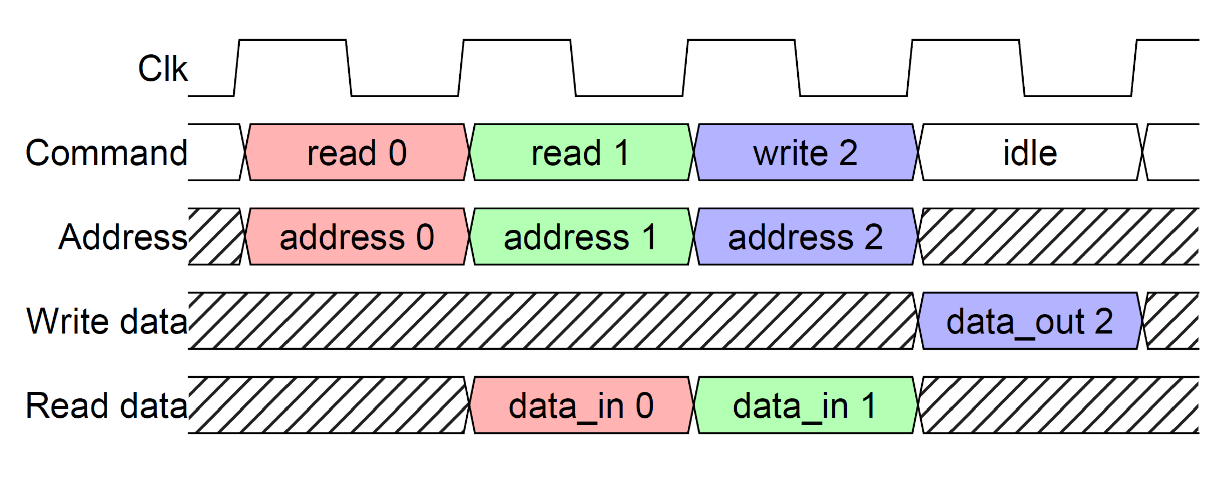 Clk
Command read 0 read 1 write 2 idle
Address address 0 address 1 address 2
Write data data_out 2
Read data data_in 0 data_in 1